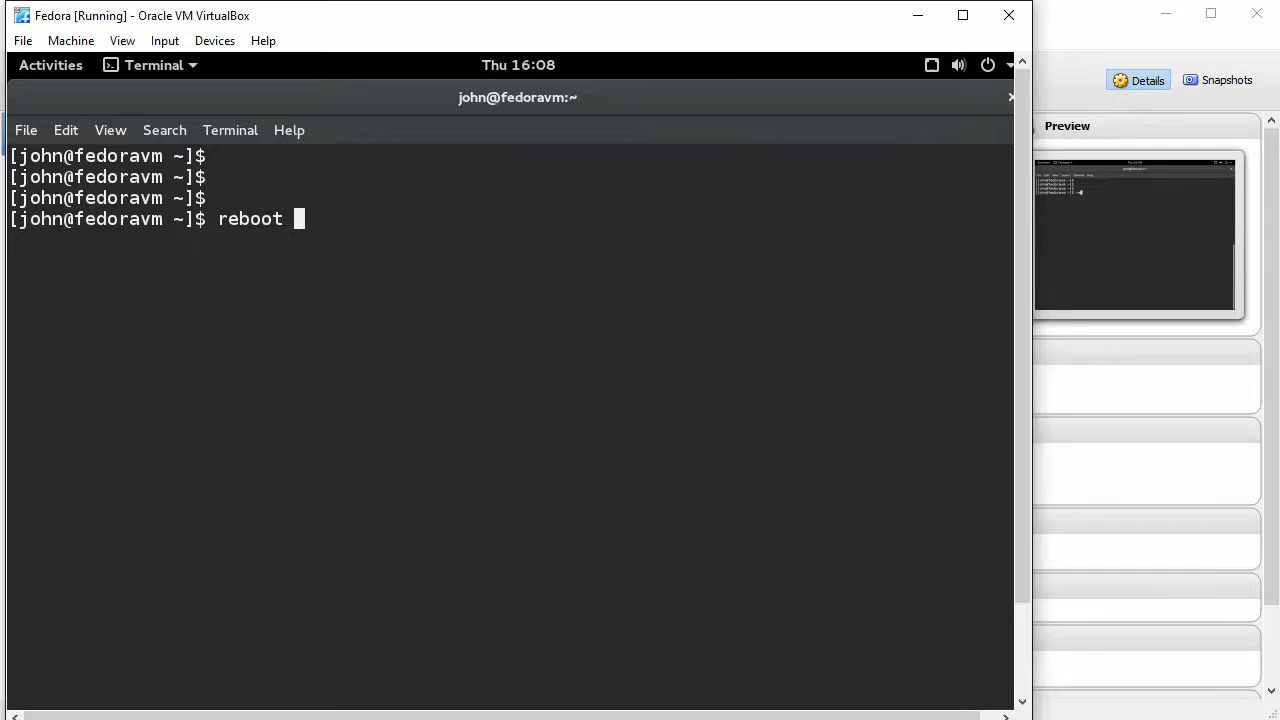 Fedora [Running] - Oracle VM VirtualBox
File Machine View Input Devices Help
Activities Terminal Thu 16:08
john@fedoravm:~
File Edit View Search Terminal Help
[john@fedoravm ~]$
[john@fedoravm ~]$
[john@fedoravm ~]$
[john@fedoravm ~]$ reboot
Details Snapshots
Preview